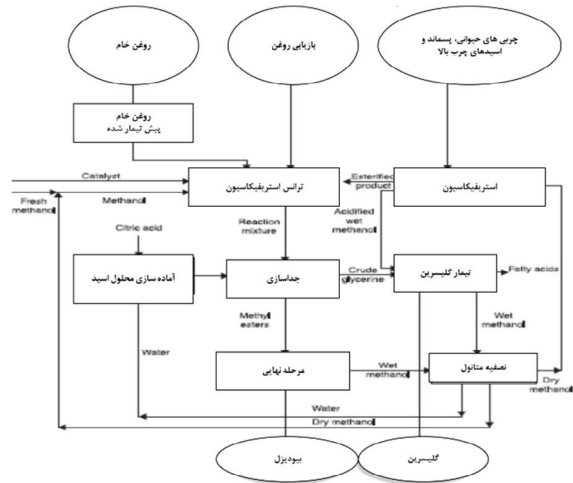 روغن خام
بازیابی روغن
چربی های حیوانی، پسماند و
اسیدهای چرب بالا
روغن خام
پیش تیمار شده
Catalyst
ترانس استریفیکاسیون
Esterified
product
استریفیکاسیون
Fresh
methanol
Methanol
Reaction
mixture
Acidified
wet
methanol
Citric acid
آماده سازی محلول اسید
جداسازی
Crude
glycerine
تیمار گلیسرین
Fatty acids
Methyl
esters
Wet
methanol
Water
مرحله نهایی
Wet
methanol
تصفیه متانول
Dry
methanol
Water
Dry methanol
بیودیزل
گلیسرین